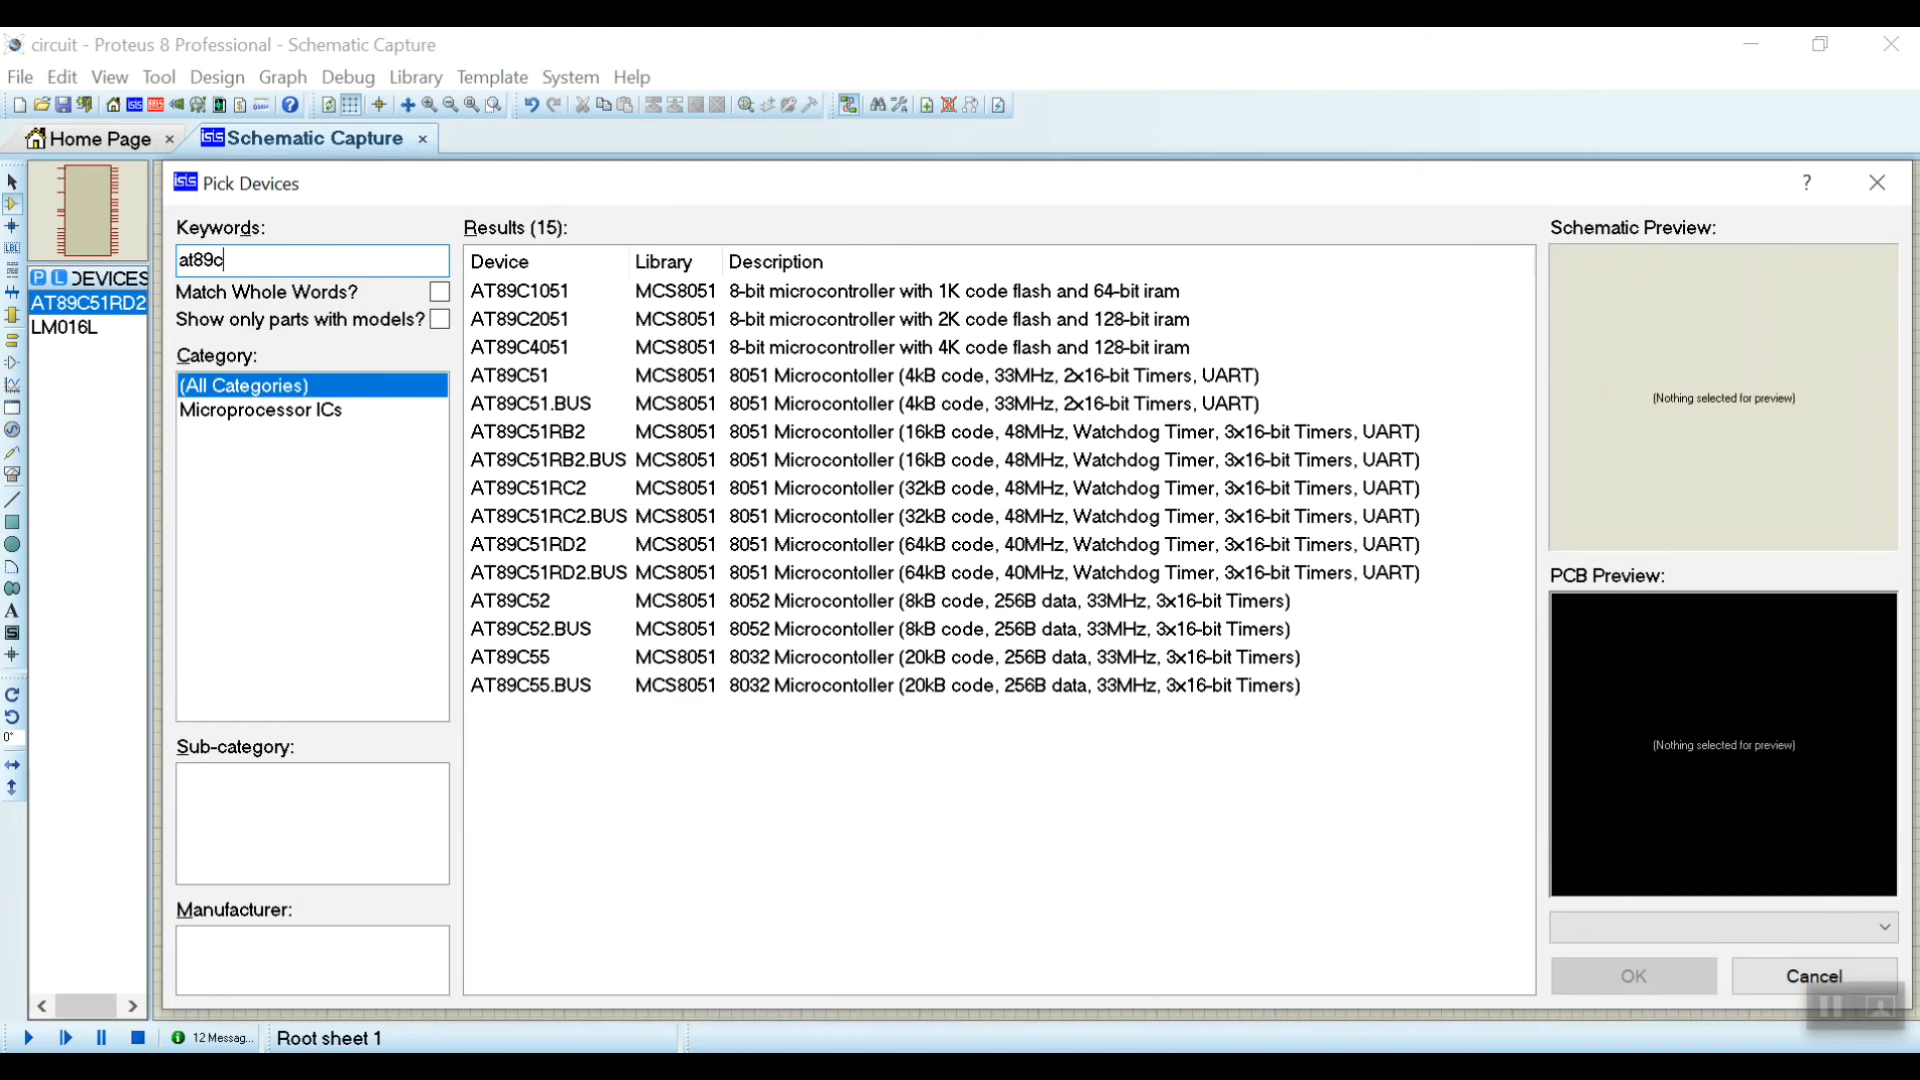 circuit - Proteus 8 Professional - Schematic Capture
File Edit View Tool Design Graph Debug Library Template System Help
Home Page × Schematic Capture ×
Pick Devices ?
Keywords: Results (15): Schematic Preview:
at89c
Device Library Description
P L DEVICES
Match Whole Words?
AT89C1051 MCS8051 8-bit microcontroller with 1K code flash and 64-bit iram
AT89C51RD2
Show only parts with models?
AT89C2051 MCS8051 8-bit microcontroller with 2K code flash and 128-bit iram
LM016L
AT89C4051 MCS8051 8-bit microcontroller with 4K code flash and 128-bit iram
Category:
AT89C51 MCS8051 8051 Microcontoller (4kB code, 33MHz, 2x16-bit Timers, UART)
(All Categories)
(Nothing selected for preview)
AT89C51.BUS MCS8051 8051 Microcontoller (4kB code, 33MHz, 2x16-bit Timers, UART)
Microprocessor ICs
AT89C51RB2 MCS8051 8051 Microcontoller (16kB code, 48MHz, Watchdog Timer, 3x16-bit Timers, UART)
AT89C51RB2.BUS MCS8051 8051 Microcontoller (16kB code, 48MHz, Watchdog Timer, 3x16-bit Timers, UART)
AT89C51RC2 MCS8051 8051 Microcontoller (32kB code, 48MHz, Watchdog Timer, 3x16-bit Timers, UART)
AT89C51RC2.BUS MCS8051 8051 Microcontoller (32kB code, 48MHz, Watchdog Timer, 3x16-bit Timers, UART)
AT89C51RD2 MCS8051 8051 Microcontoller (64kB code, 40MHz, Watchdog Timer, 3x16-bit Timers, UART)
AT89C51RD2.BUS MCS8051 8051 Microcontoller (64kB code, 40MHz, Watchdog Timer, 3x16-bit Timers, UART)
PCB Preview:
AT89C52 MCS8051 8052 Microcontoller (8kB code, 256B data, 33MHz, 3x16-bit Timers)
AT89C52.BUS MCS8051 8052 Microcontoller (8kB code, 256B data, 33MHz, 3x16-bit Timers)
AT89C55 MCS8051 8032 Microcontoller (20kB code, 256B data, 33MHz, 3x16-bit Timers)
AT89C55.BUS MCS8051 8032 Microcontoller (20kB code, 256B data, 33MHz, 3x16-bit Timers)
0°
Sub-category:
(Nothing selected for preview)
Manufacturer:
OK Cancel
12 Messag... Root sheet 1